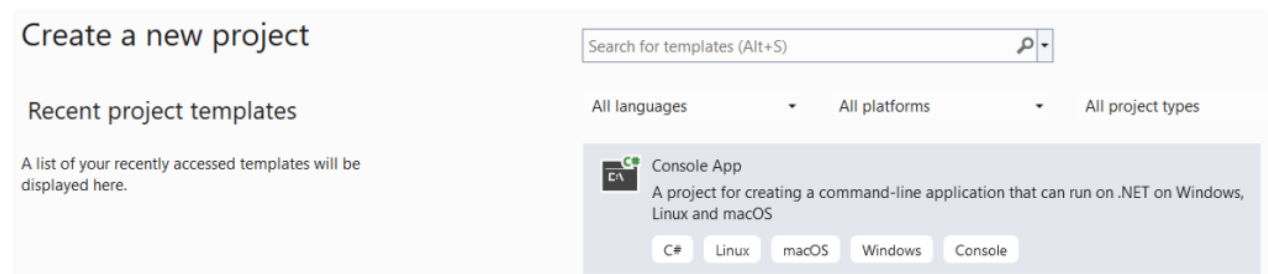 Create a new project
Search for templates (Alt+S)
Recent project templates
All languages
All platforms
All project types
A list of your recently accessed templates will be
displayed here.
C#
C:\
Console App
A project for creating a command-line application that can run on .NET on Windows,
Linux and macOS
C#
Linux
macOS
Windows
Console